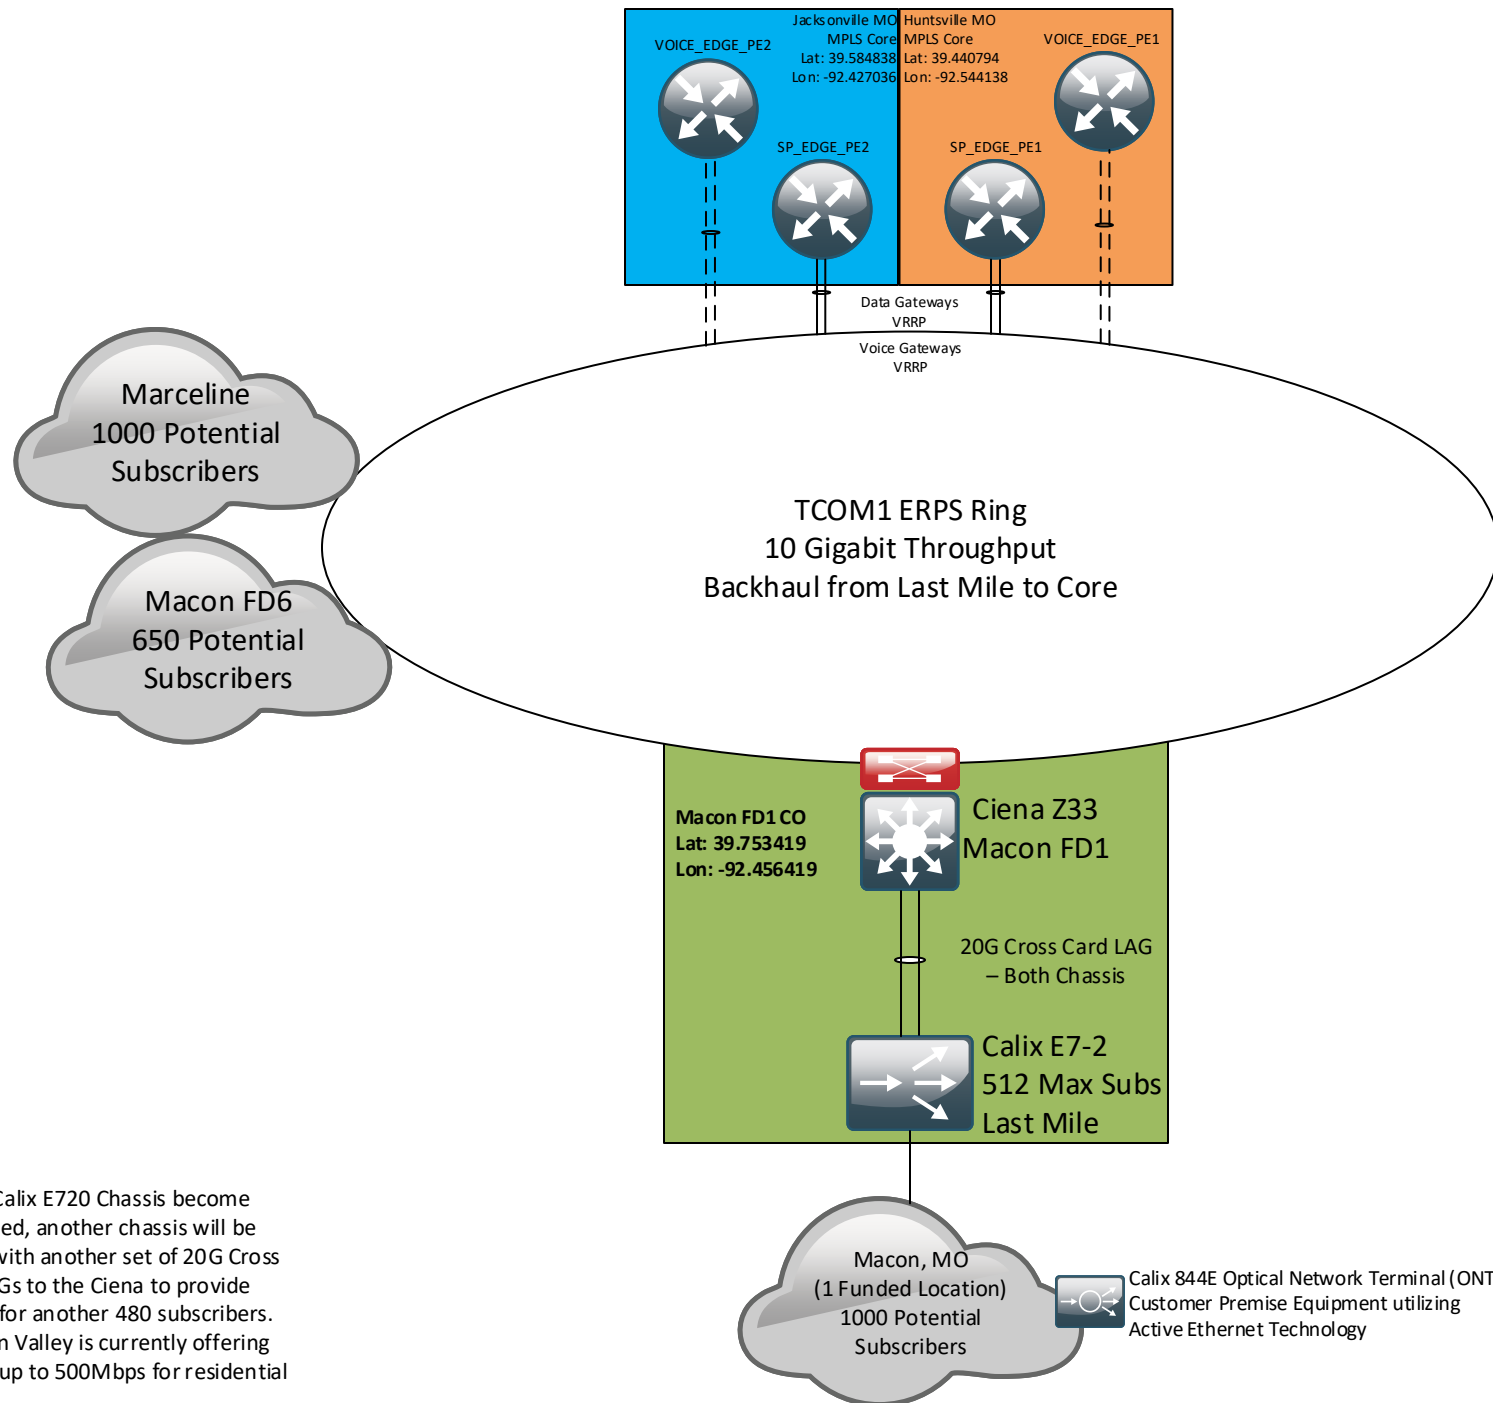 Jacksonville MO
MPLS Core
Lat: 39.584838
Lon: -92.427036
Huntsville MO
MPLS Core
Lat: 39.440794
Lon: -92.544138
VOICE_EDGE_PE2
VOICE_EDGE_PE1
SP_EDGE_PE2
SP_EDGE_PE1
Data Gateways
VRRP
Voice Gateways
VRRP
Marceline
1000 Potential
Subscribers
Macon FD6
650 Potential
Subscribers
TCOM1 ERPS Ring
10 Gigabit Throughput
Backhaul from Last Mile to Core
Macon FD1 CO
Lat: 39.753419
Lon: -92.456419
Ciena Z33
Macon FD1
20G Cross Card LAG
– Both Chassis
Calix E7-2
512 Max Subs
Last Mile
Macon, MO
(1 Funded Location)
1000 Potential
Subscribers
Calix 844E Optical Network Terminal (ONT
Customer Premise Equipment utilizing
Active Ethernet Technology
Calix E720 Chassis become
ed, another chassis will be
with another set of 20G Cross
Gs to the Ciena to provide
for another 480 subscribers.
n Valley is currently offering
up to 500Mbps for residential